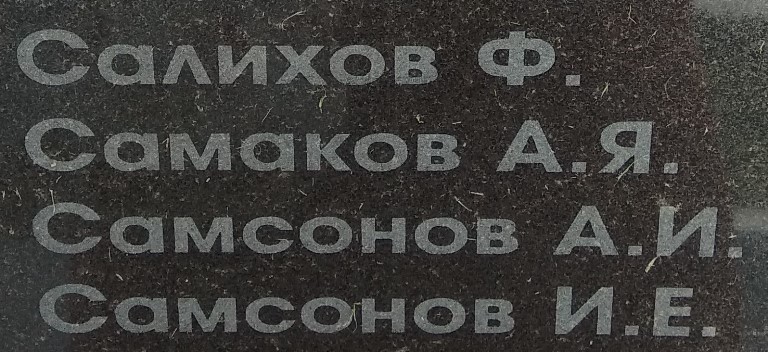 Салихов Ф.
Самаков А.Я.
Самсонов А.И.
Самсонов И.Е.